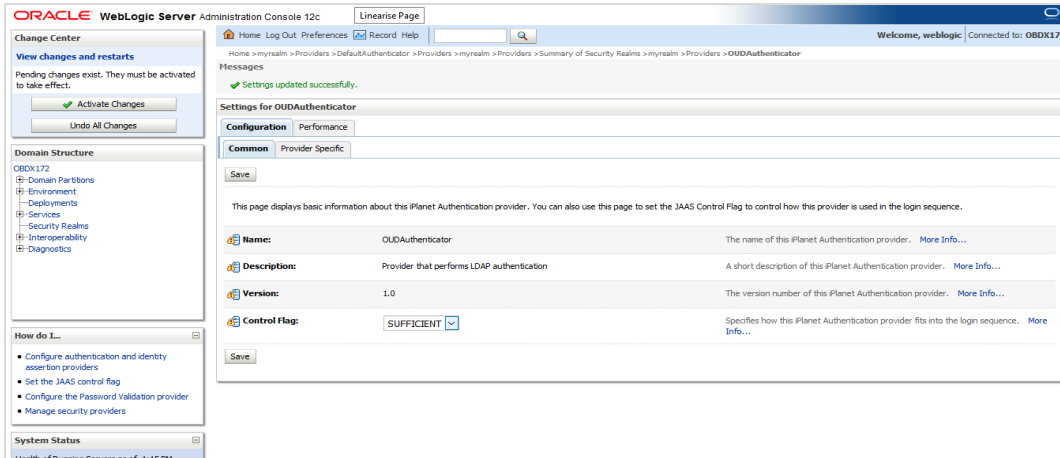 ORACLE WebLogic Server Administration Console 12c
Linearise Page
Change Center
View changes and restarts
Pending changes exist. They must be activated
to take effect.
Activate Changes
Undo All Changes
Domain Structure
OBDX172
Domain Partitions
Environment
Deployments
Services
Security Realms
Interoperability
Diagnostics
How do I...
Configure authentication and identity
assertion providers
Set the JAAS control flag
Configure the Password Validation provider
Manage security providers
System Status
Home Log Out Preferences Record Help
Welcome, weblogic Connected to: OBDX17
Home >myrealm >Providers >DefaultAuthenticator >Providers >myrealm >Providers >Summary of Security Realms >myrealm >Providers >OUDAuthenticator
Messages
Settings updated successfully.
Settings for OUDAuthenticator
Configuration Performance
Common Provider Specific
Save
This page displays basic information about this iPlanet Authentication provider. You can also use this page to set the JAAS Control Flag to control how this provider is used in the login sequence.
Name: OUDAuthenticator The name of this iPlanet Authentication provider. More Info...
Description: Provider that performs LDAP authentication A short description of this iPlanet Authentication provider. More Info...
Version: 1.0 The version number of this iPlanet Authentication provider. More Info...
Control Flag: SUFFICIENT Specifies how this iPlanet Authentication provider fits into the login sequence. More
Info...
Save